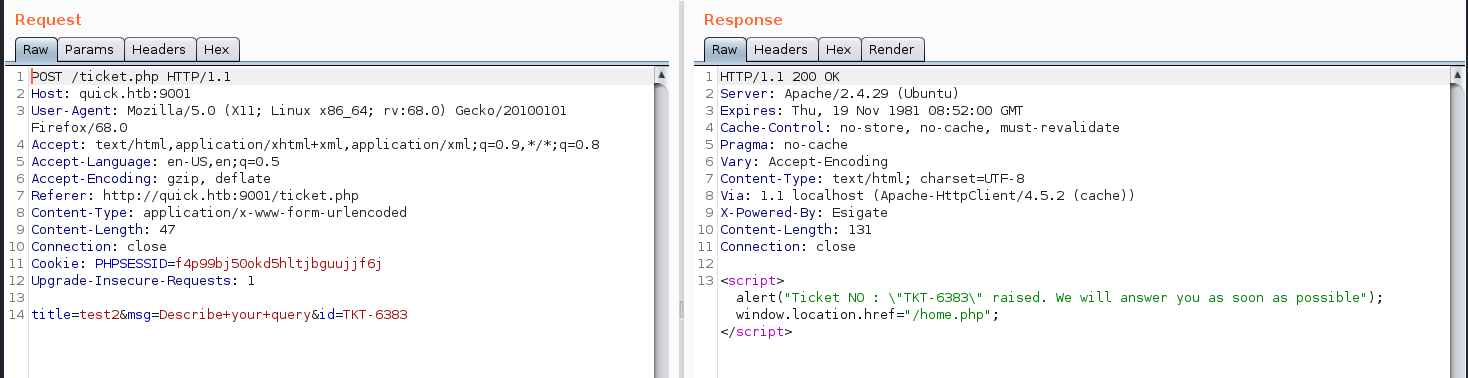 Request
Raw Params Headers Hex
1 POST /ticket.php HTTP/1.1
2 Host: quick.htb:9001
3 User-Agent: Mozilla/5.0 (X11; Linux x86_64; rv:68.0) Gecko/20100101
Firefox/68.0
4 Accept: text/html,application/xhtml+xml,application/xml;q=0.9,*/*;q=0.8
5 Accept-Language: en-US,en;q=0.5
6 Accept-Encoding: gzip, deflate
7 Referer: http://quick.htb:9001/ticket.php
8 Content-Type: application/x-www-form-urlencoded
9 Content-Length: 47
10 Connection: close
11 Cookie: PHPSESSID=f4p99bj50okd5hltjbguujjf6j
12 Upgrade-Insecure-Requests: 1
13
14 title=test2&msg=Describe+your+query&id=TKT-6383
Response
Raw Headers Hex Render
1 HTTP/1.1 200 OK
2 Server: Apache/2.4.29 (Ubuntu)
3 Expires: Thu, 19 Nov 1981 08:52:00 GMT
4 Cache-Control: no-store, no-cache, must-revalidate
5 Pragma: no-cache
6 Vary: Accept-Encoding
7 Content-Type: text/html; charset=UTF-8
8 Via: 1.1 localhost (Apache-HttpClient/4.5.2 (cache))
9 X-Powered-By: Esigate
10 Content-Length: 131
11 Connection: close
12
13 <script>
alert("Ticket NO : \"TKT-6383\" raised. We will answer you as soon as possible");
window.location.href="/home.php";
</script>